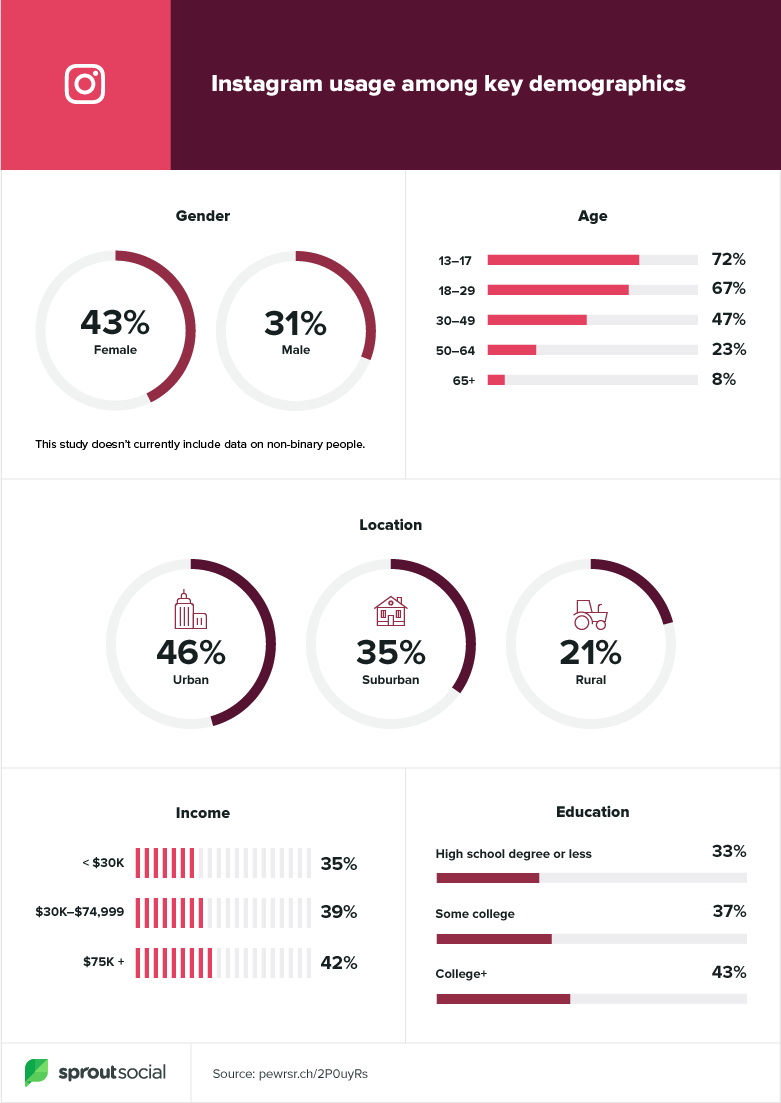 Instagram usage among key demographics
Gender
43%
Female
31%
Male
This study doesn't currently include data on non-binary people.
Age
13–17 72%
18–29 67%
30–49 47%
50–64 23%
65+ 8%
Location
46%
Urban
35%
Suburban
21%
Rural
Income
< $30K 35%
$30K–$74,999 39%
$75K + 42%
Education
High school degree or less 33%
Some college 37%
College+ 43%
sproutsocial
Source: pewrsr.ch/2P0uyRs